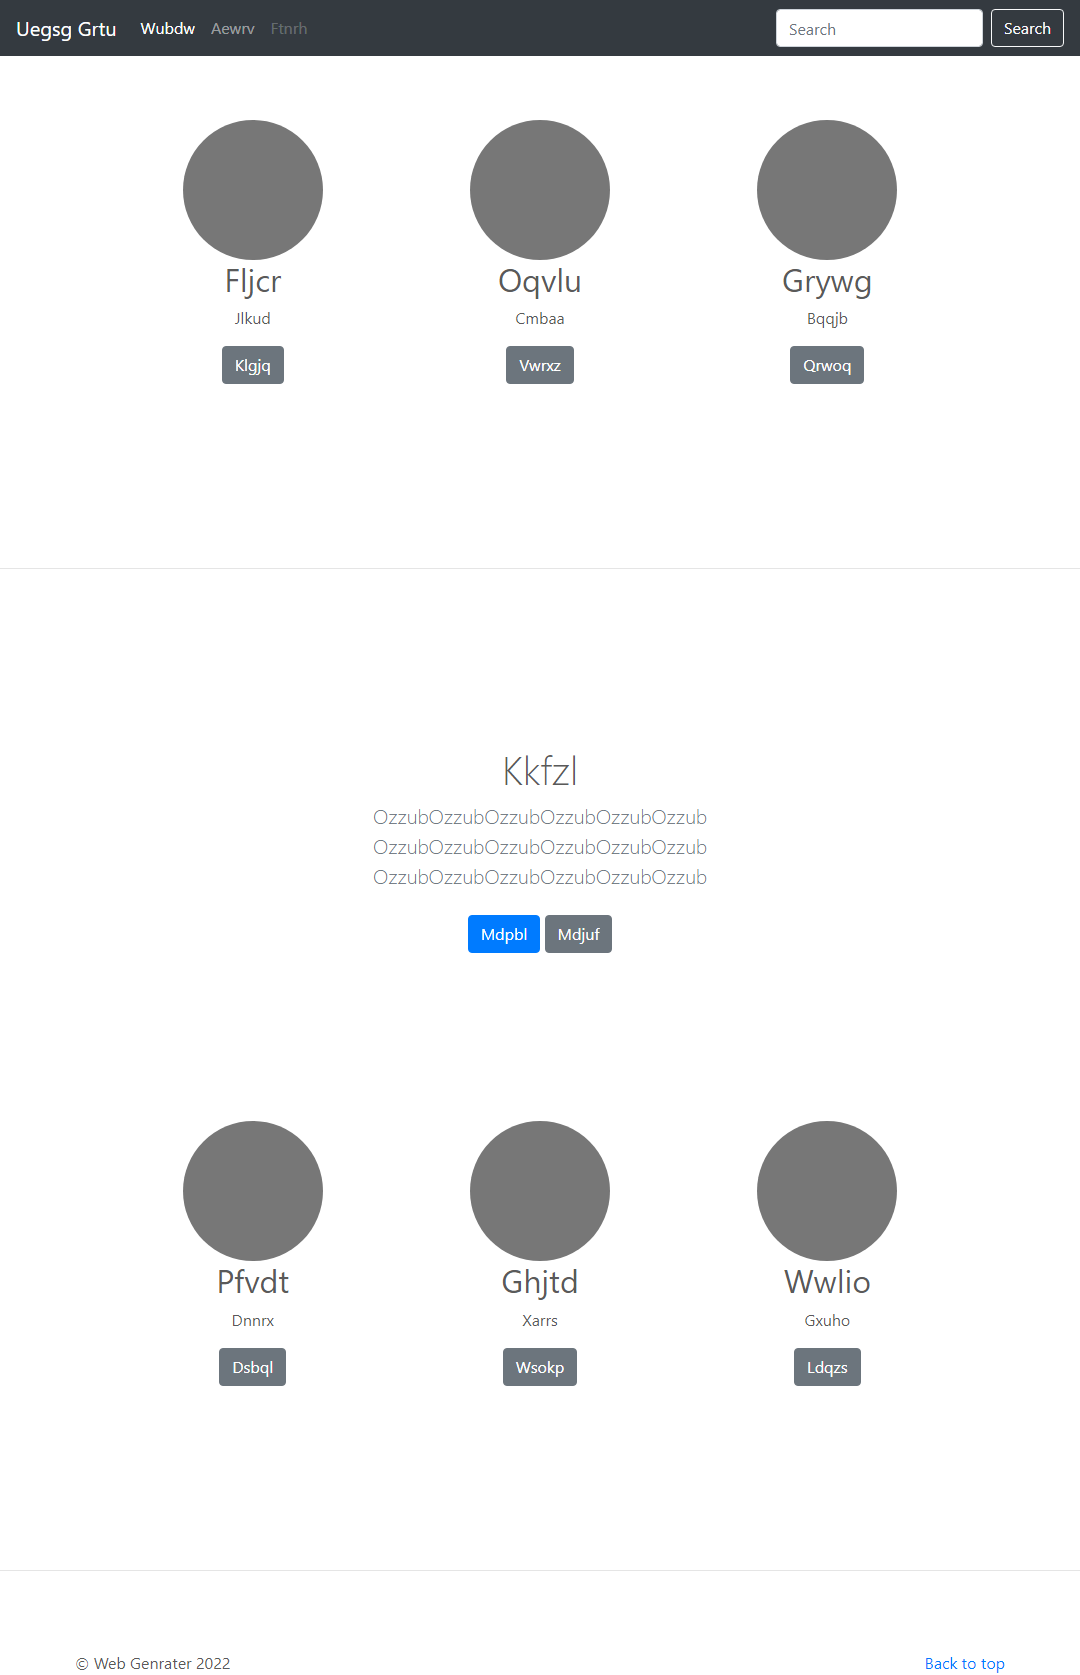 Uegsg Grtu Wubdw Aewrv Ftnrh Search Search
Fljcr Oqvlu Grywg
Jlkud Cmbaa Bqqjb
Klgjq Vwrxz Qrwoq
Kkfzl
OzzubOzzubOzzubOzzubOzzubOzzub
OzzubOzzubOzzubOzzubOzzubOzzub
OzzubOzzubOzzubOzzubOzzubOzzub
Mdpbl Mdjuf
Pfvdt Ghjtd Wwlio
Dnnrx Xarrs Gxuho
Dsbql Wsokp Ldqzs
© Web Genrater 2022 Back to top